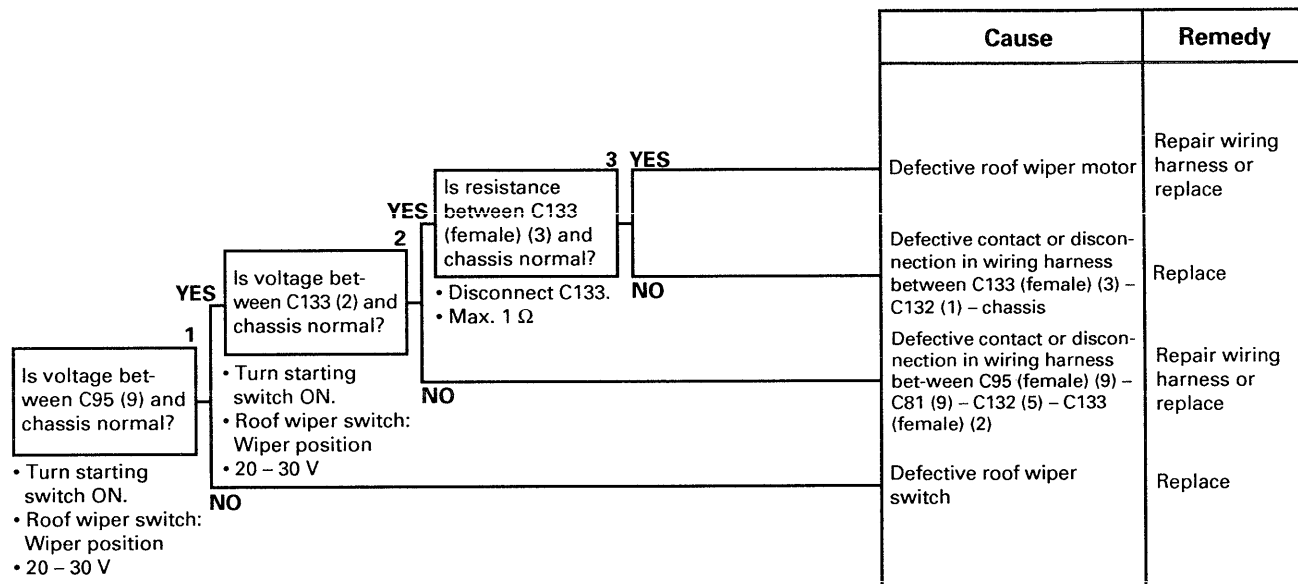 Cause
Remedy
3 YES
Is resistance
between C133
(female) (3) and
chassis normal?
• Disconnect C133.
• Max. 1 Ω
NO
YES
2
Is voltage bet-
ween C133 (2) and
chassis normal?
• Turn starting
switch ON.
• Roof wiper switch:
Wiper position
• 20 – 30 V
NO
YES
1
Is voltage bet-
ween C95 (9) and
chassis normal?
• Turn starting
switch ON.
• Roof wiper switch:
Wiper position
• 20 – 30 V
NO
Defective roof wiper motor
Repair wiring
harness or
replace
Defective contact or discon-
nection in wiring harness
between C133 (female) (3) –
C132 (1) – chassis
Replace
Defective contact or discon-
nection in wiring harness
bet-ween C95 (female) (9) –
C81 (9) – C132 (5) – C133
(female) (2)
Repair wiring
harness or
replace
Defective roof wiper
switch
Replace